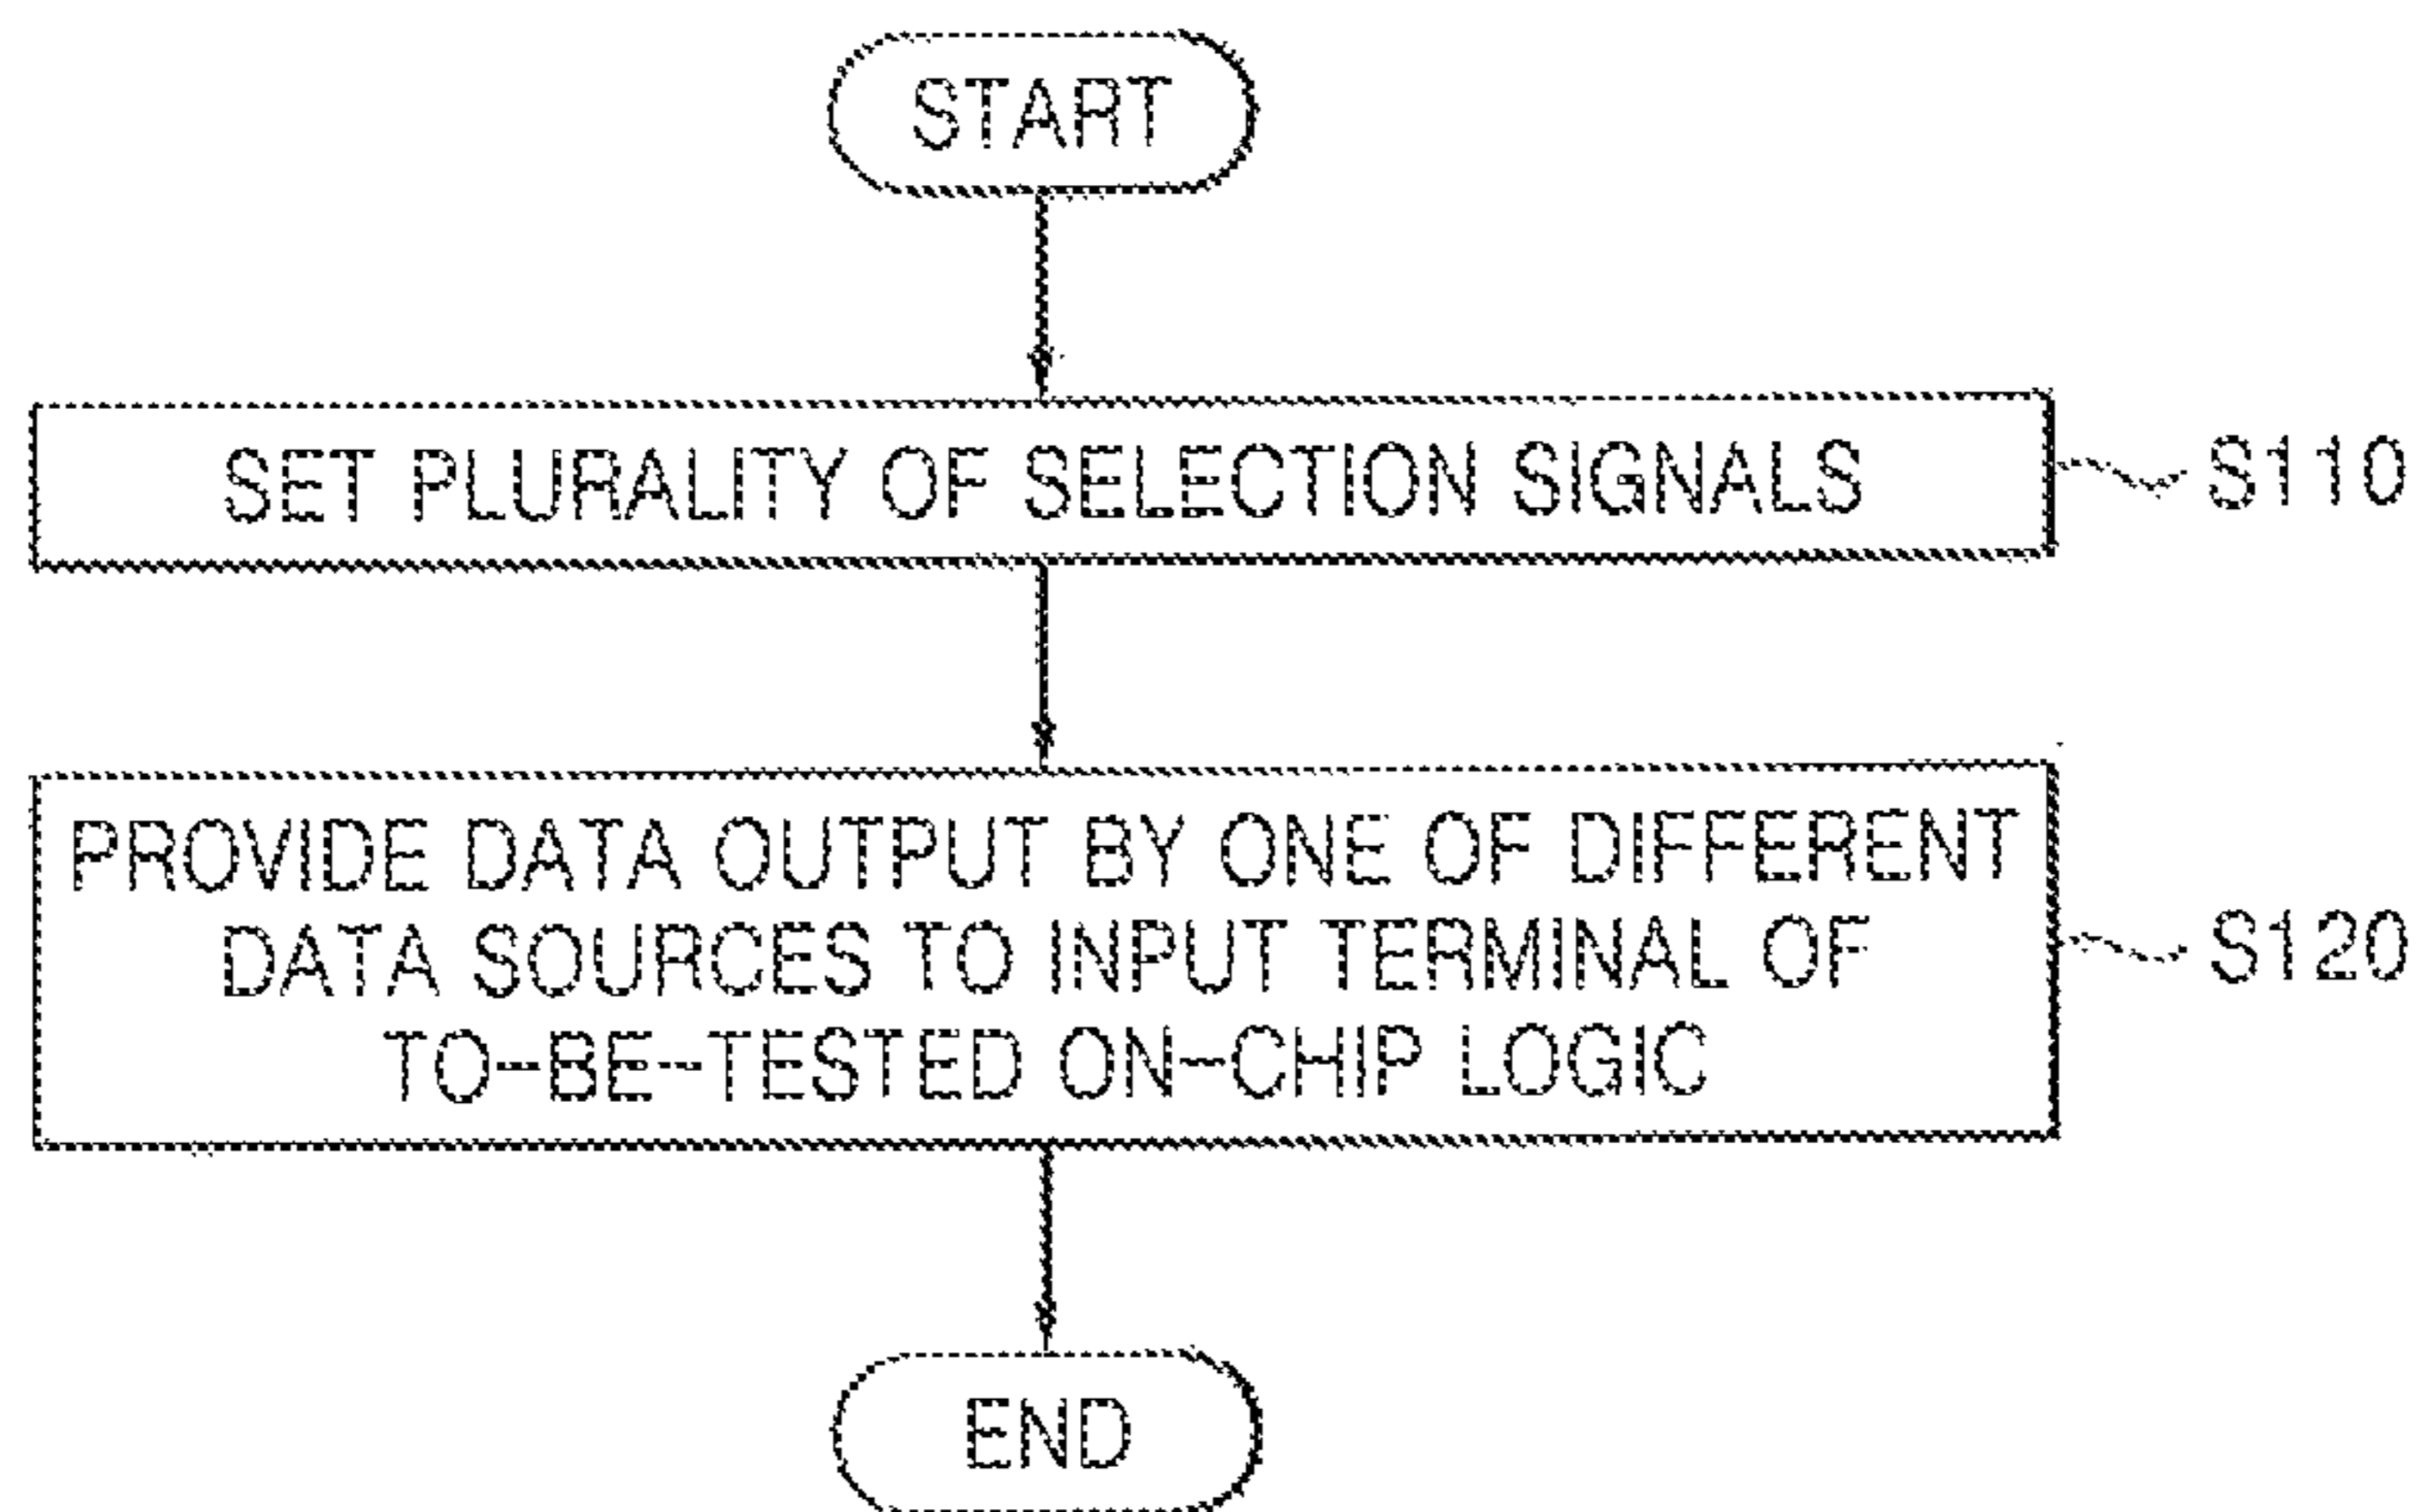 START
SET PLURALITY OF SELECTION SIGNALS
S110
PROVIDE DATA OUTPUT BY ONE OF DIFFERENT
DATA SOURCES TO INPUT TERMINAL OF
TO-BE-TESTED ON-CHIP LOGIC
S120
END